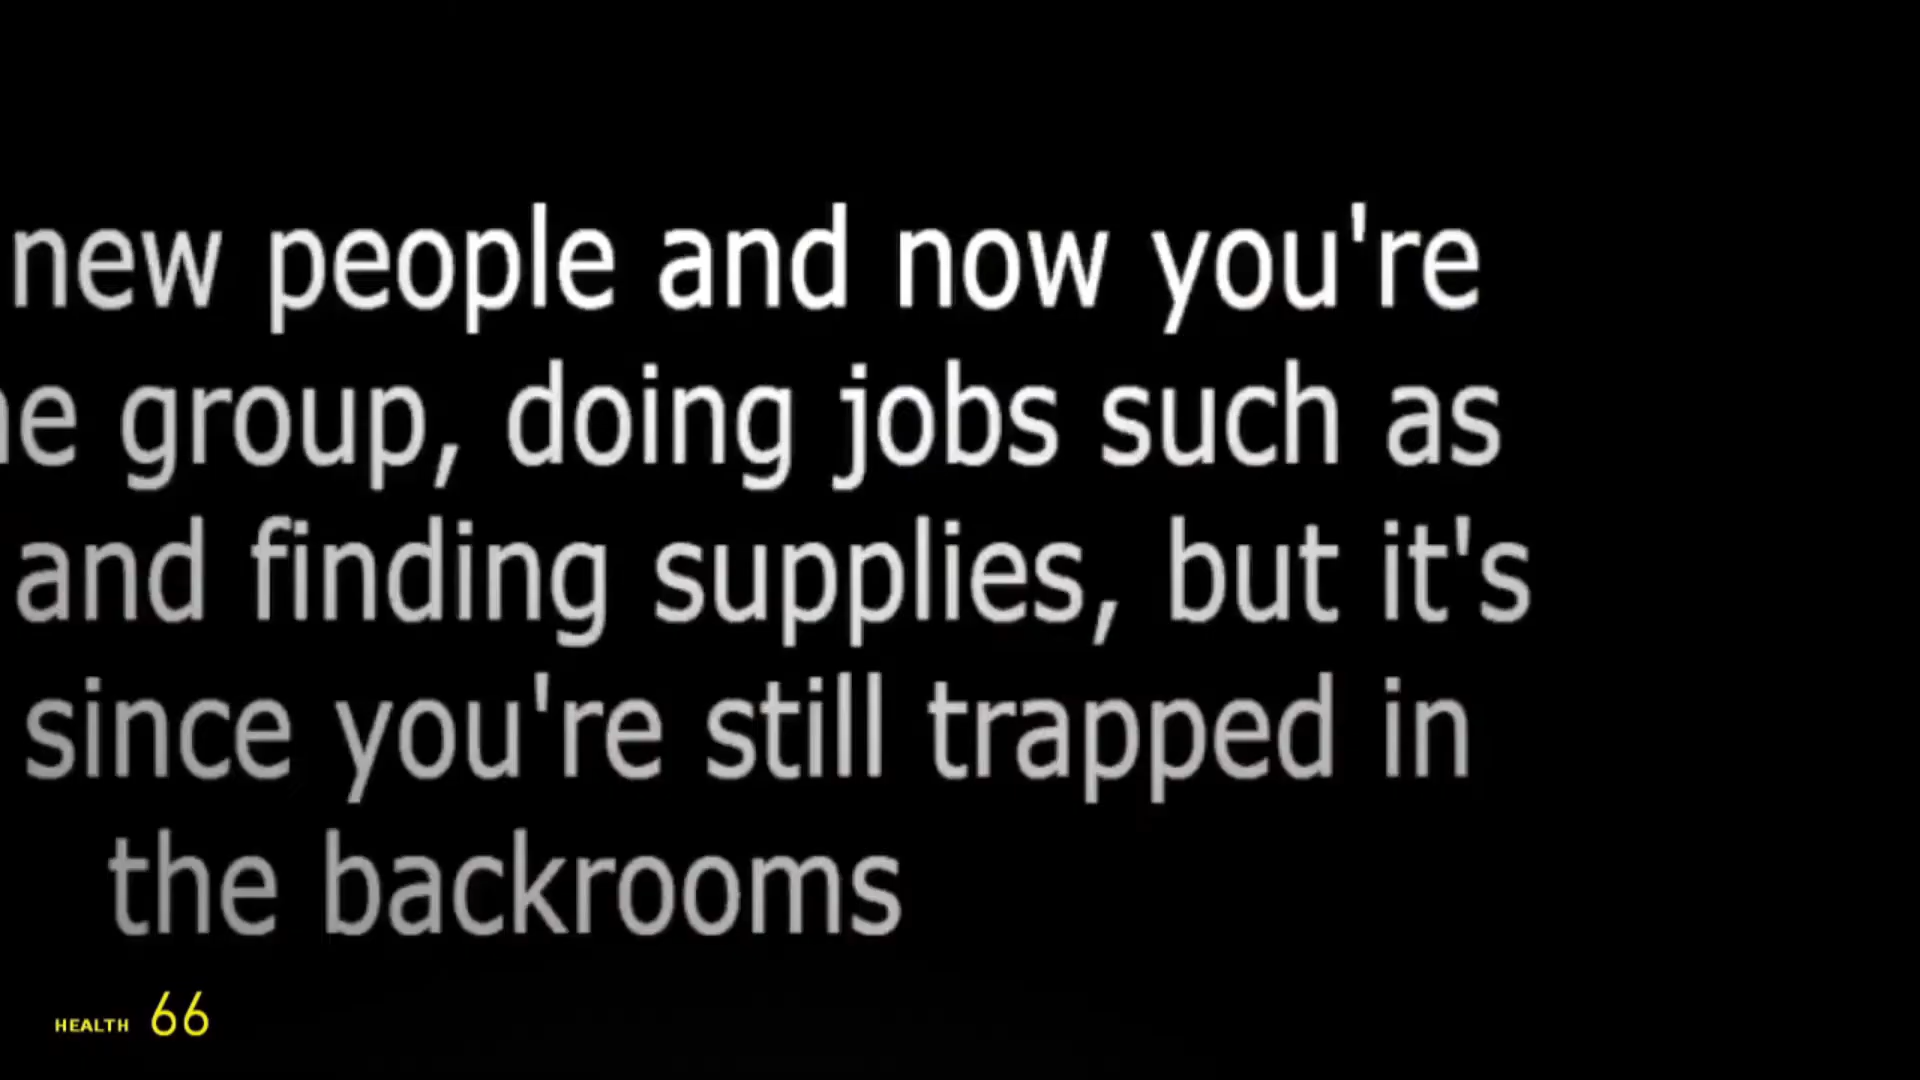 new people and now you're
group, doing jobs such as
and finding supplies, but it's
since you're still trapped in
the backrooms
HEALTH 66